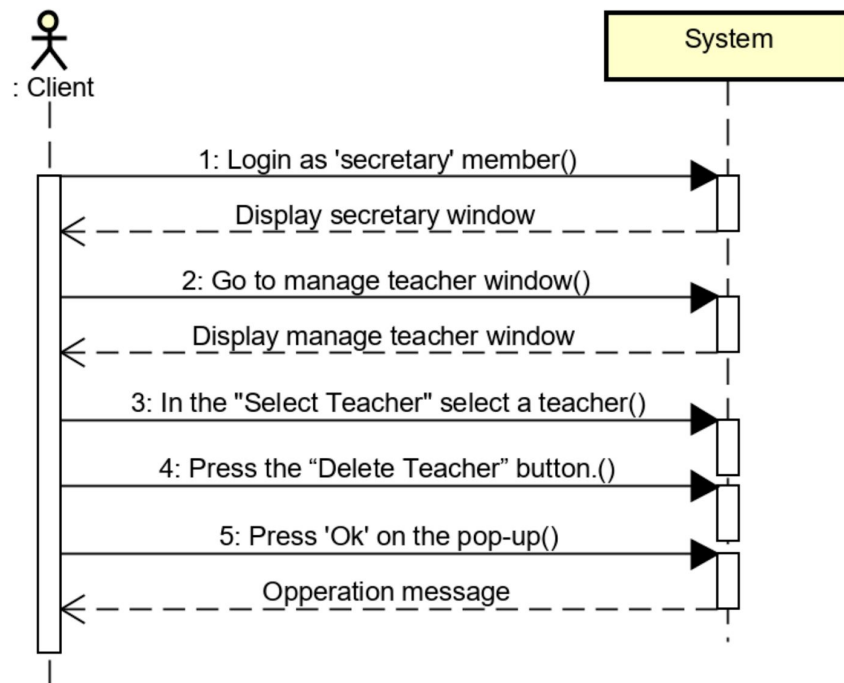 System
: Client
1: Login as 'secretary' member()
Display secretary window
2: Go to manage teacher window()
Display manage teacher window
3: In the "Select Teacher" select a teacher()
4: Press the “Delete Teacher” button.()
5: Press 'Ok' on the pop-up()
Opperation message